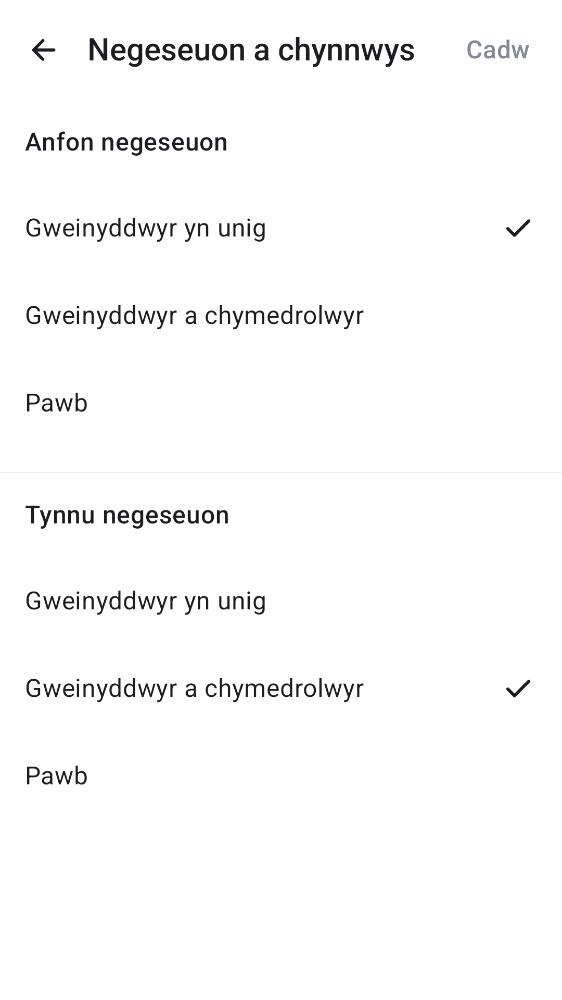 Negeseuon a chynnwys
Cadw
Anfon negeseuon
Gweinyddwyr yn unig
Gweinyddwyr a chymedrolwyr
Pawb
Tynnu negeseuon
Gweinyddwyr yn unig
Gweinyddwyr a chymedrolwyr
Pawb